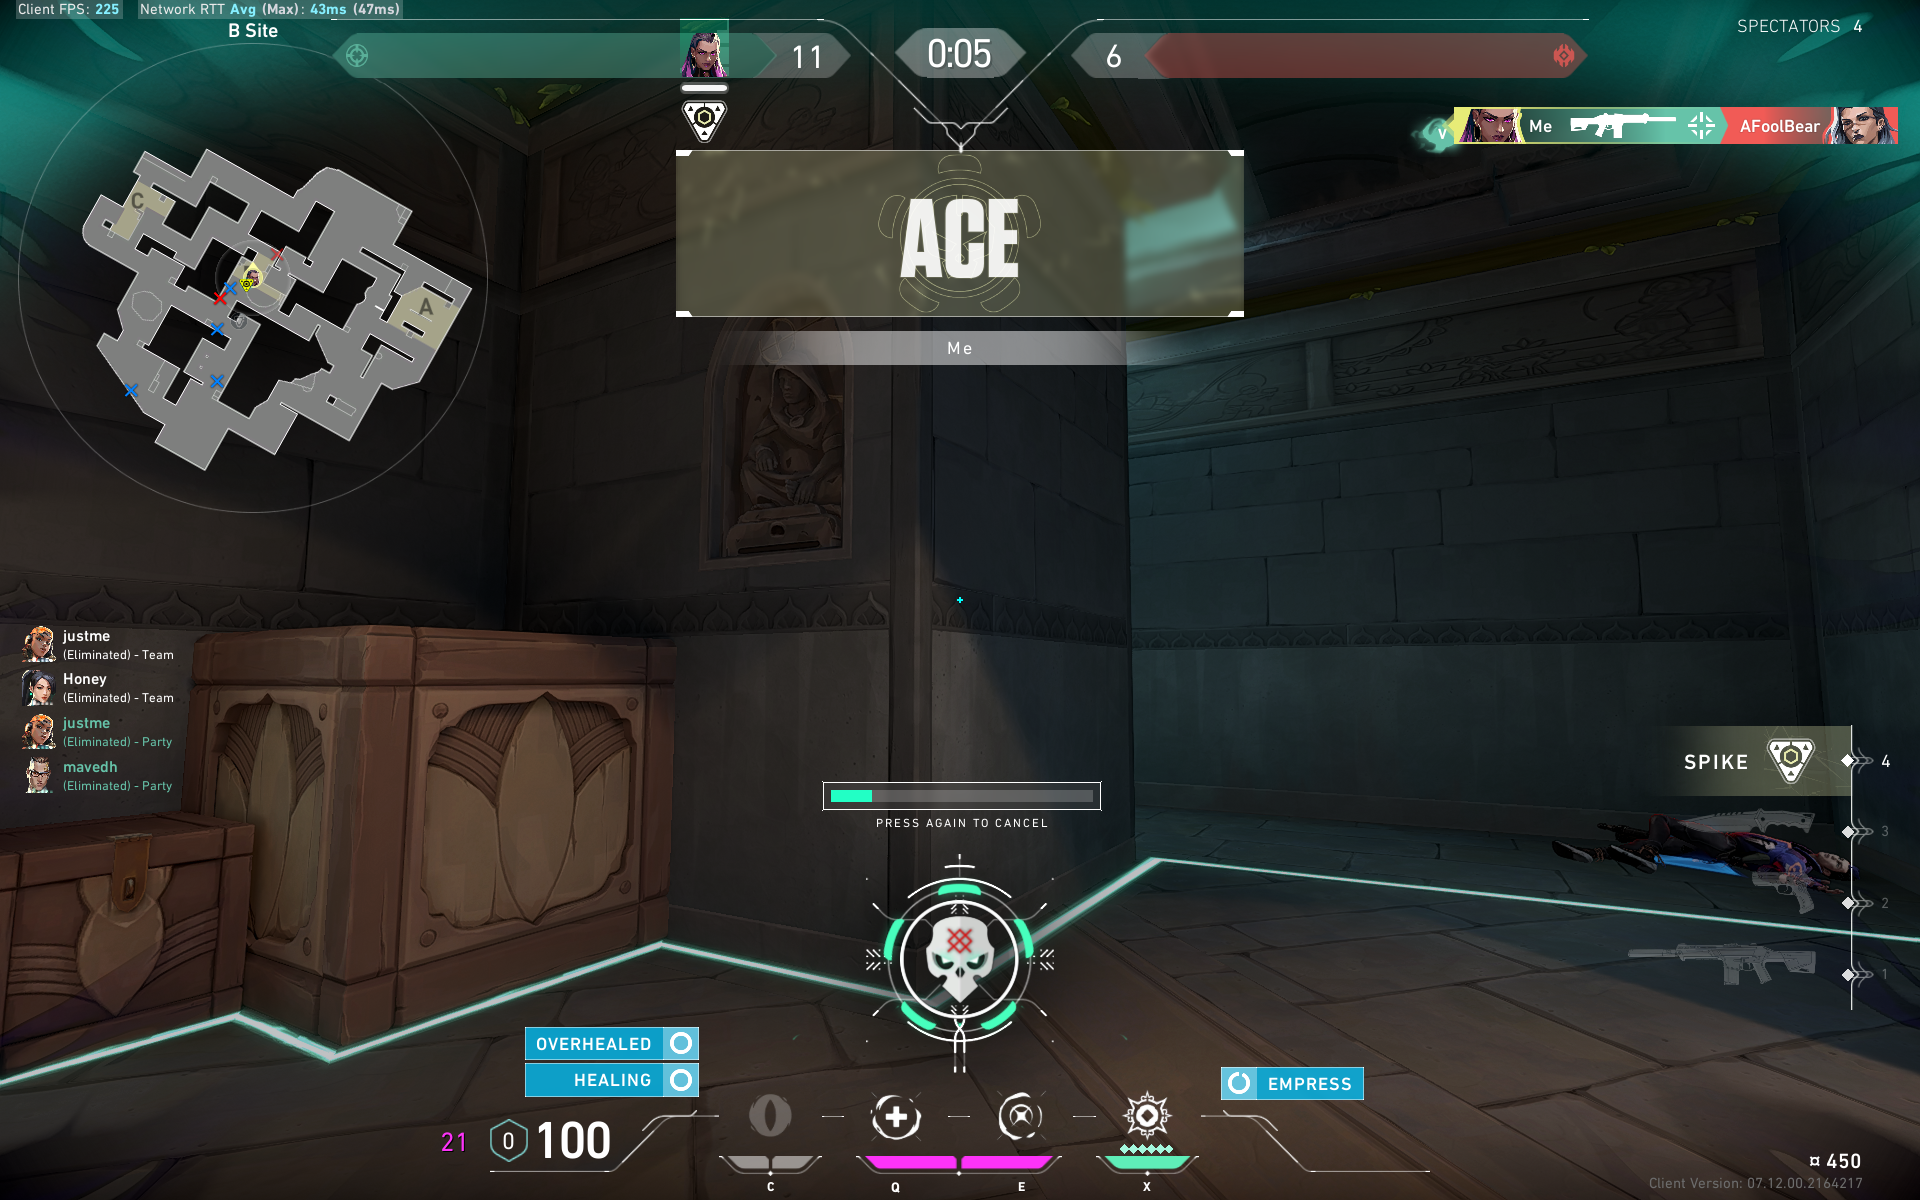 Client FPS: 225 Network RTT Avg (Max): 43ms (47ms)
B Site
11
0:05
6
SPECTATORS 4
V
Me
AFoolBear
ACE
Me
C
A
justme
(Eliminated) - Team
Honey
(Eliminated) - Team
justme
(Eliminated) - Party
mavedh
(Eliminated) - Party
SPIKE
4
3
2
1
PRESS AGAIN TO CANCEL
OVERHEALED
HEALING
EMPRESS
21
0
100
C
Q
E
X
¤ 450
Client Version: 07.12.00.2164217